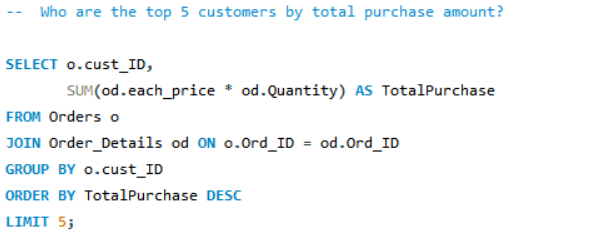 --  Who are the top 5 customers by total purchase amount?
SELECT o.cust_ID,
       SUM(od.each_price * od.Quantity) AS TotalPurchase
FROM Orders o
JOIN Order_Details od ON o.Ord_ID = od.Ord_ID
GROUP BY o.cust_ID
ORDER BY TotalPurchase DESC
LIMIT 5;